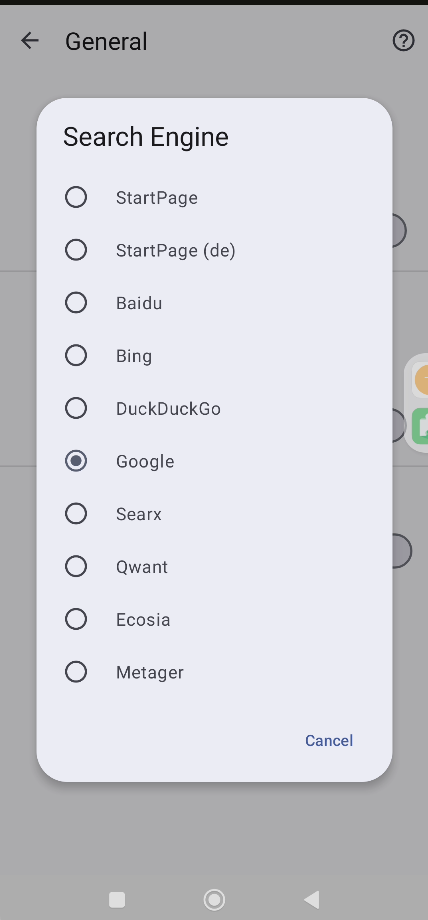 General
Search Engine
StartPage
StartPage (de)
Baidu
Bing
DuckDuckGo
Google
Searx
Qwant
Ecosia
Metager
Cancel